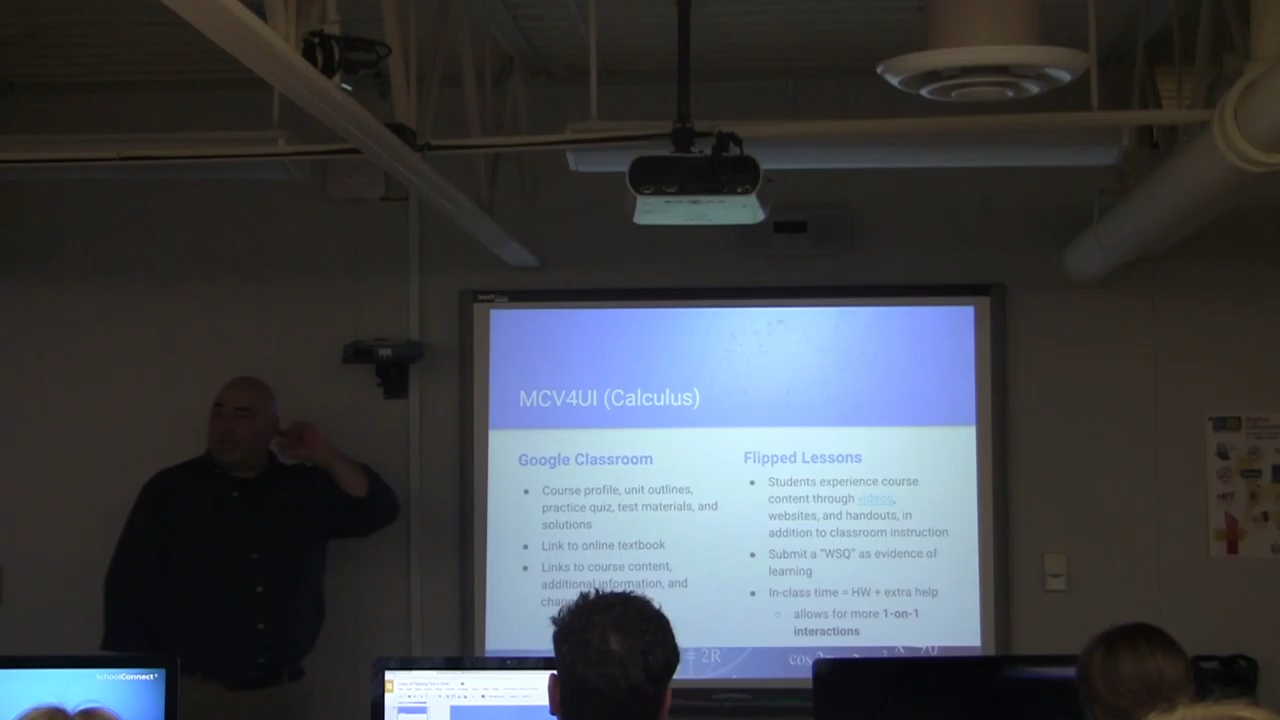 MCV4UI (Calculus)
Google Classroom
Course profile, unit outlines,
practice quiz, test materials, and
solutions
Link to online textbook
Links to course content,
additional information, and
Flipped Lessons
Students experience course
content through videos,
websites, and handouts, in
addition to classroom instruction
Submit a "WSQ" as evidence of
learning
In-class time = HW + extra help
allows for more 1-on-1
interactions
= 2R
SchoolConnect